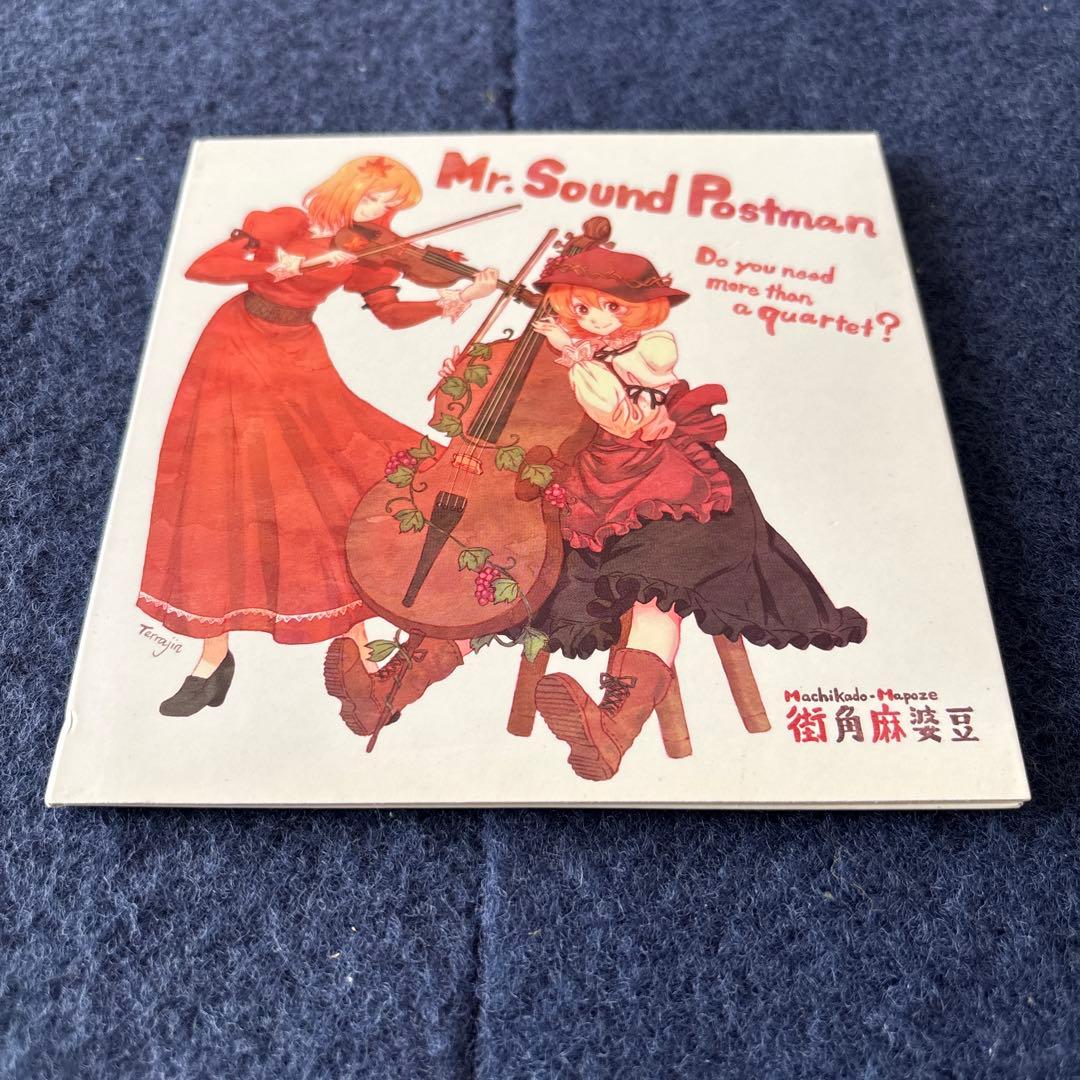 Mr. Sound Postman
Do you need
more than
a quartet?
Terrajin
Machikado-Mapoze
街角麻婆豆